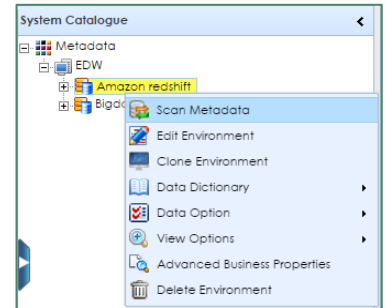 System Catalogue
Metadata
EDW
Amazon redshift
Scan Metadata
Edit Environment
Clone Environment
Data Dictionary
Data Option
View Options
Advanced Business Properties
Delete Environment